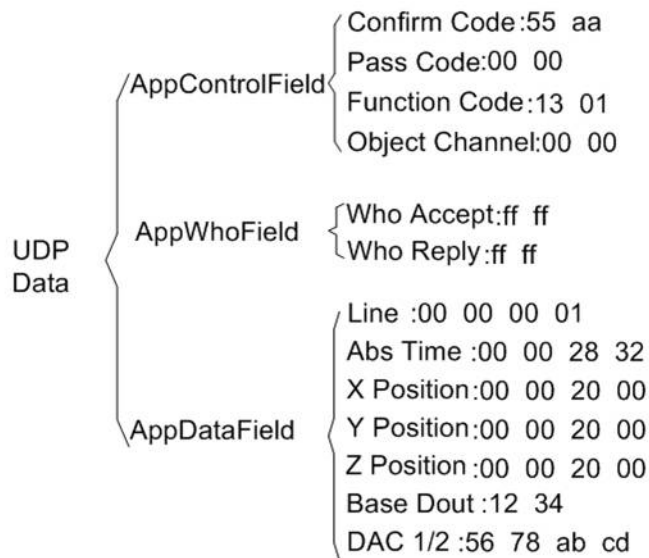 UDP
Data
AppControlField
Confirm Code:55 aa
Pass Code:00 00
Function Code:13 01
Object Channel:00 00
AppWhoField
Who Accept:ff ff
Who Reply:ff ff
AppDataField
Line :00 00 00 01
Abs Time :00 00 28 32
X Position:00 00 20 00
Y Position:00 00 20 00
Z Position:00 00 20 00
Base Dout :12 34
DAC 1/2 :56 78 ab cd